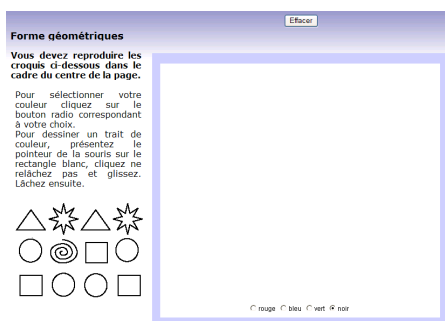 Effacer
Forme géométriques
Vous devez reproduire les
croquis ci-dessous dans le
cadre du centre de la page.
Pour sélectionner votre
couleur cliquez sur le
bouton radio correspondant
à votre choix.
Pour dessiner un trait de
couleur, présentez le
pointeur de la souris sur le
rectangle blanc, cliquez ne
relâchez pas et glissez.
Lâchez ensuite.
rouge bleu vert noir